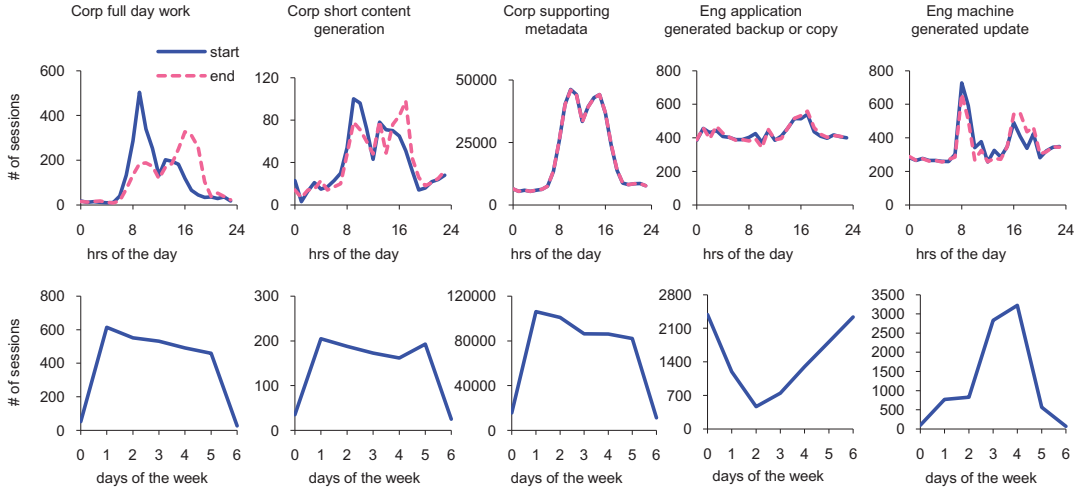 Corp full day work
Corp short content
generation
Corp supporting
metadata
Eng application
generated backup or copy
Eng machine
generated update
start
end
# of sessions
600
400
200
0
0 8 16 24
hrs of the day
120
80
40
0
0 8 16 24
hrs of the day
50000
25000
0
0 8 16 24
hrs of the day
800
600
400
200
0
0 8 16 24
hrs of the day
800
600
400
200
0
0 8 16 24
hrs of the day
# of sessions
800
600
400
200
0
0 1 2 3 4 5 6
days of the week
300
200
100
0
0 1 2 3 4 5 6
days of the week
120000
80000
40000
0
0 1 2 3 4 5 6
days of the week
2800
2100
1400
700
0
0 1 2 3 4 5 6
days of the week
3500
3000
2500
2000
1500
1000
500
0
0 1 2 3 4 5 6
days of the week